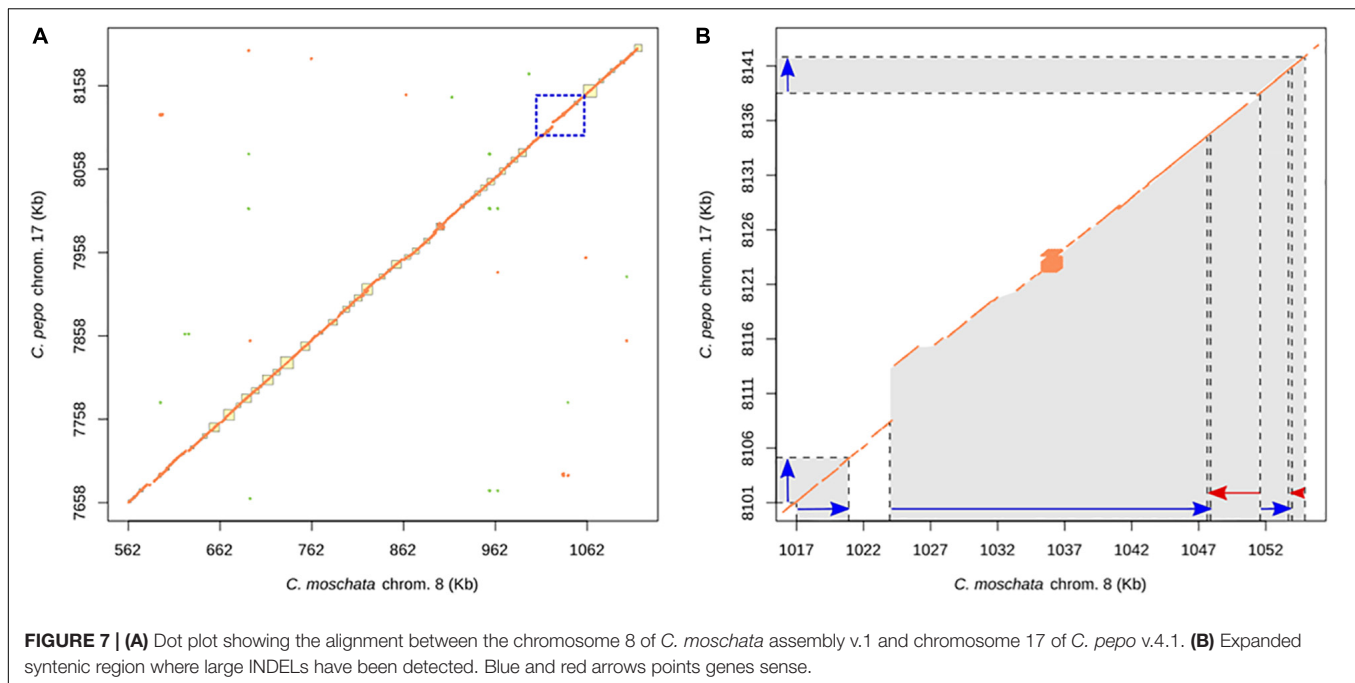 A
B
C. pepo chrom. 17 (Kb)
8158
8058
7958
7858
7758
7658
562 662 762 862 962 1062
C. moschata chrom. 8 (Kb)
C. pepo chrom. 17 (Kb)
8141
8136
8131
8126
8121
8116
8111
8106
8101
1017 1022 1027 1032 1037 1042 1047 1052
C. moschata chrom. 8 (Kb)
FIGURE 7 | (A) Dot plot showing the alignment between the chromosome 8 of C. moschata assembly v.1 and chromosome 17 of C. pepo v.4.1. (B) Expanded
syntenic region where large INDELs have been detected. Blue and red arrows points genes sense.